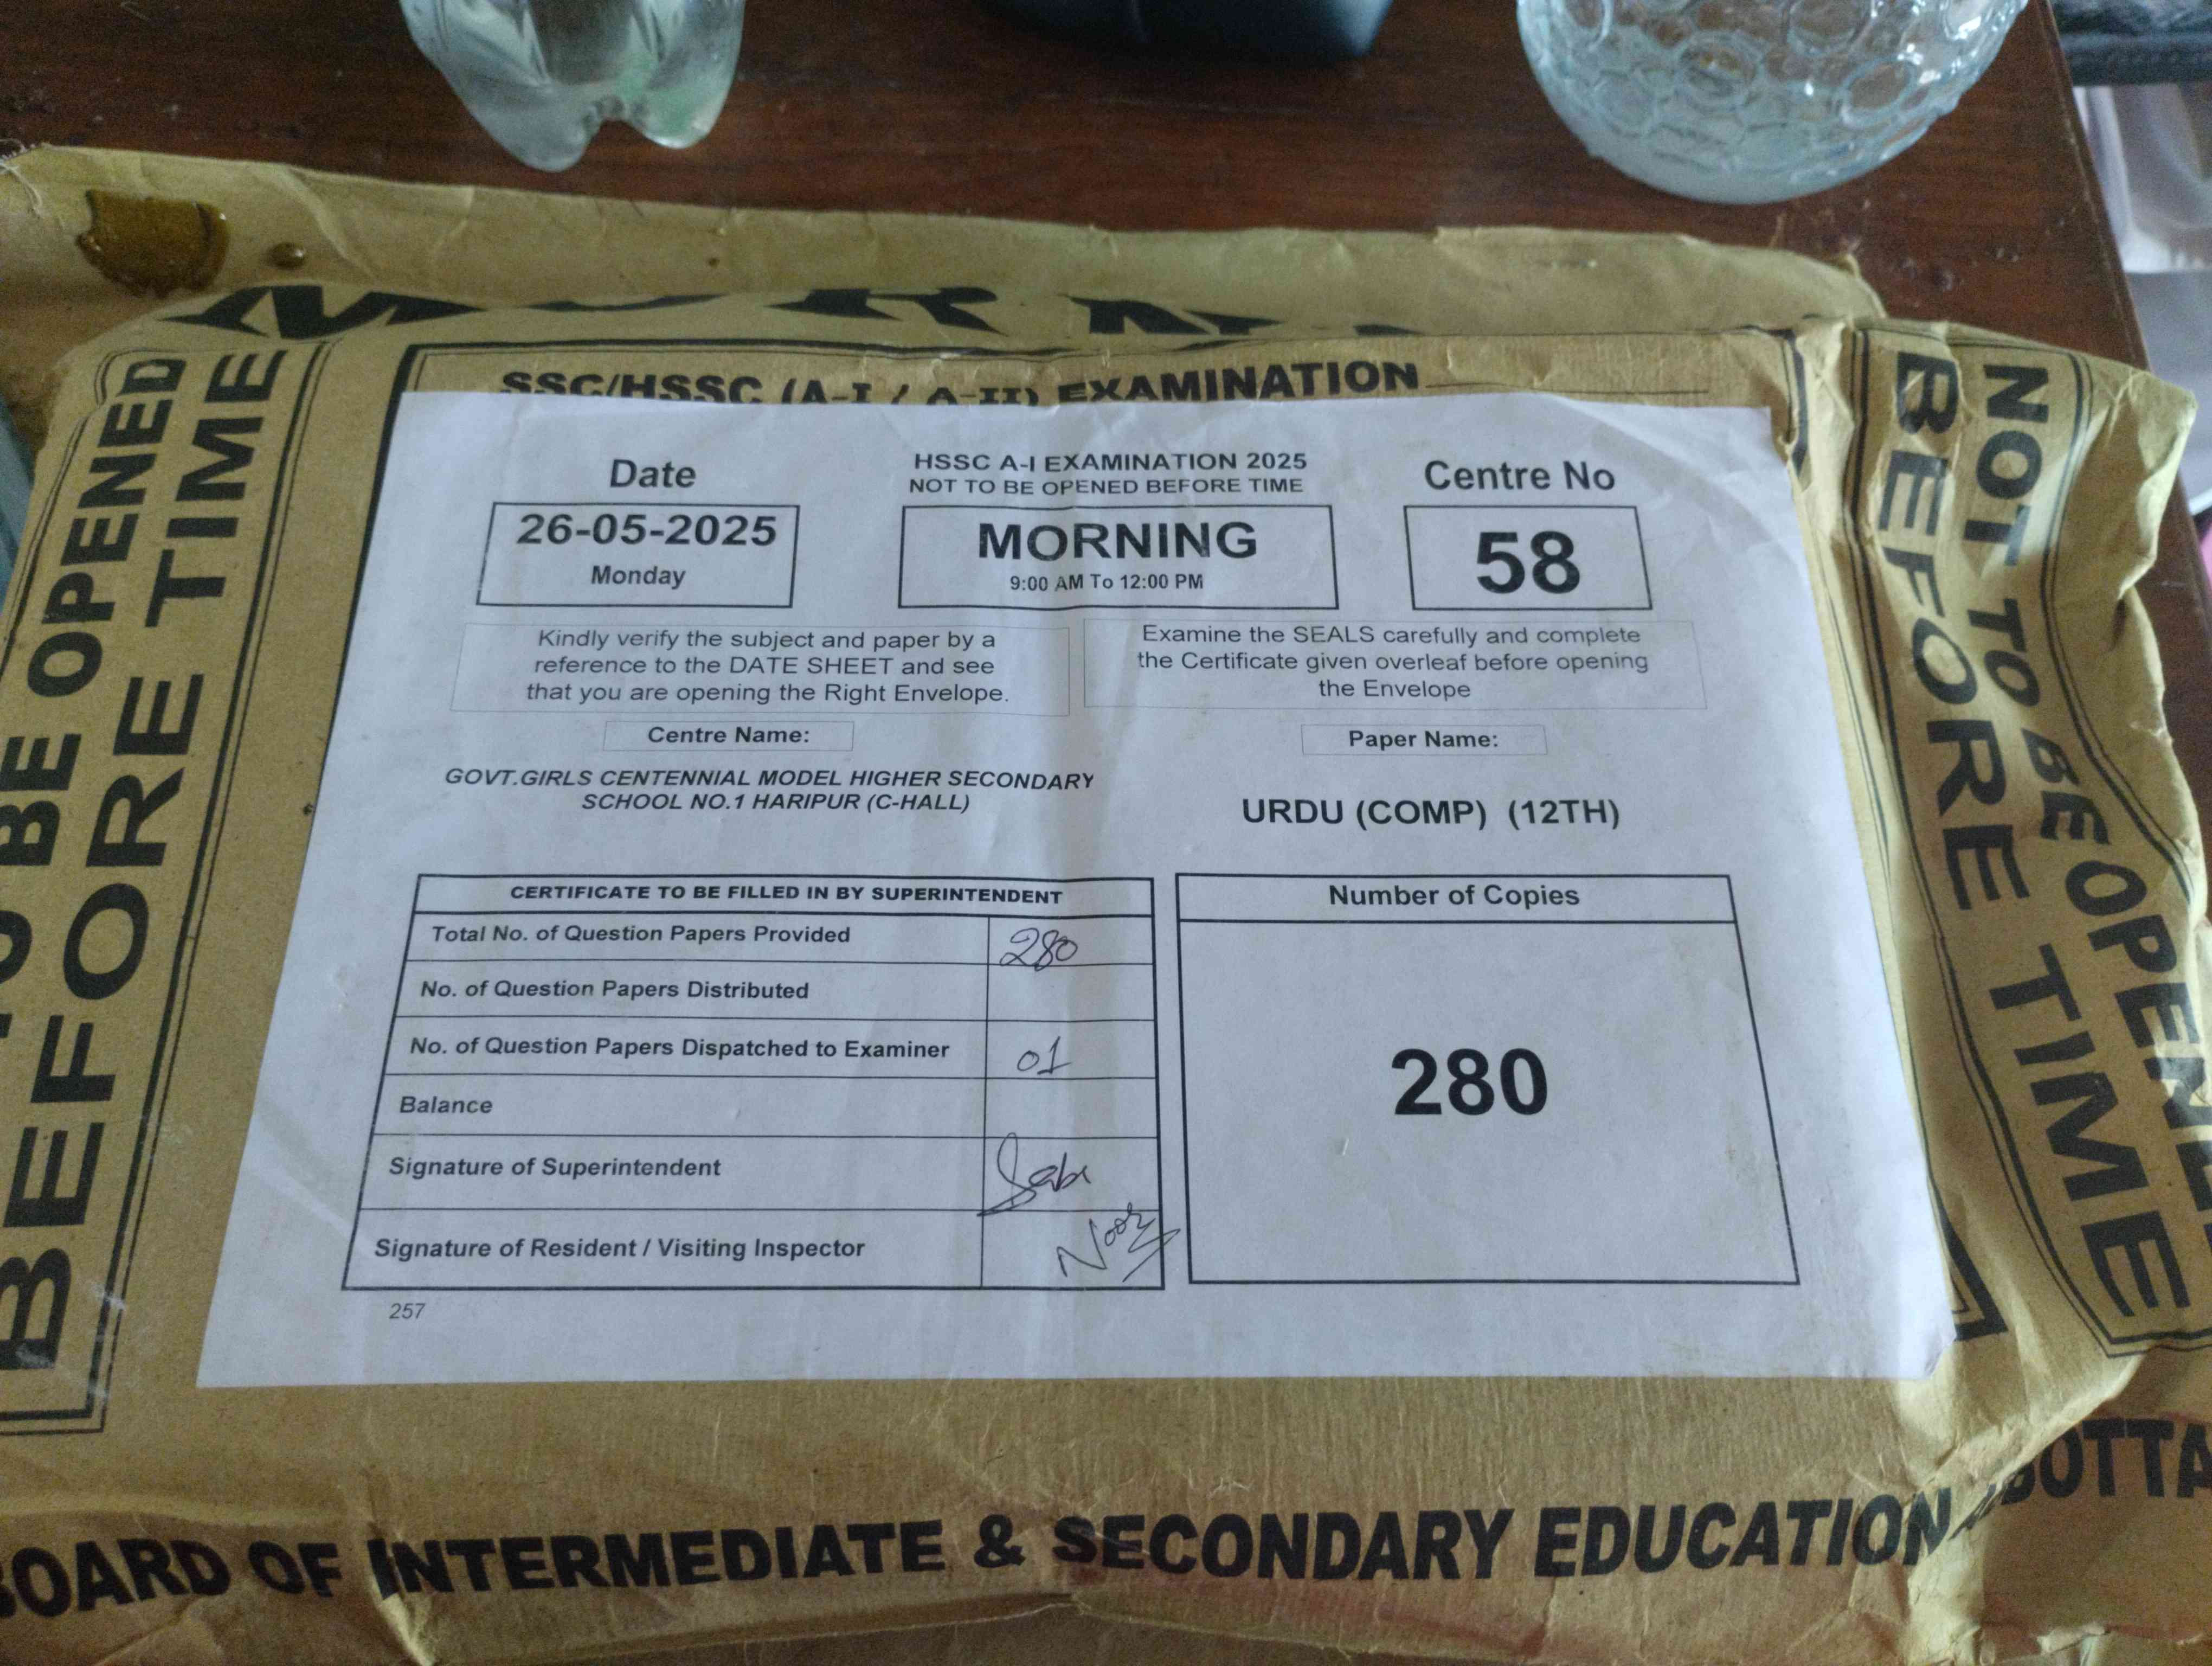 MORN
SSC/HSSC (A-I / A-II) EXAMINATION
BE OPENED
BEFORE TIME
NOT TO BE OPENED
BEFORE TIME
Date
26-05-2025
Monday
HSSC A-I EXAMINATION 2025
NOT TO BE OPENED BEFORE TIME
MORNING
9:00 AM To 12:00 PM
Centre No
58
Kindly verify the subject and paper by a
reference to the DATE SHEET and see
that you are opening the Right Envelope.
Examine the SEALS carefully and complete
the Certificate given overleaf before opening
the Envelope
Centre Name:
GOVT.GIRLS CENTENNIAL MODEL HIGHER SECONDARY
SCHOOL NO.1 HARIPUR (C-HALL)
Paper Name:
URDU (COMP) (12TH)
CERTIFICATE TO BE FILLED IN BY SUPERINTENDENT
Total No. of Question Papers Provided 280
No. of Question Papers Distributed
No. of Question Papers Dispatched to Examiner 01
Balance
Signature of Superintendent
Signature of Resident / Visiting Inspector Noor
Number of Copies
280
257
BOARD OF INTERMEDIATE & SECONDARY EDUCATION ABBOTTA